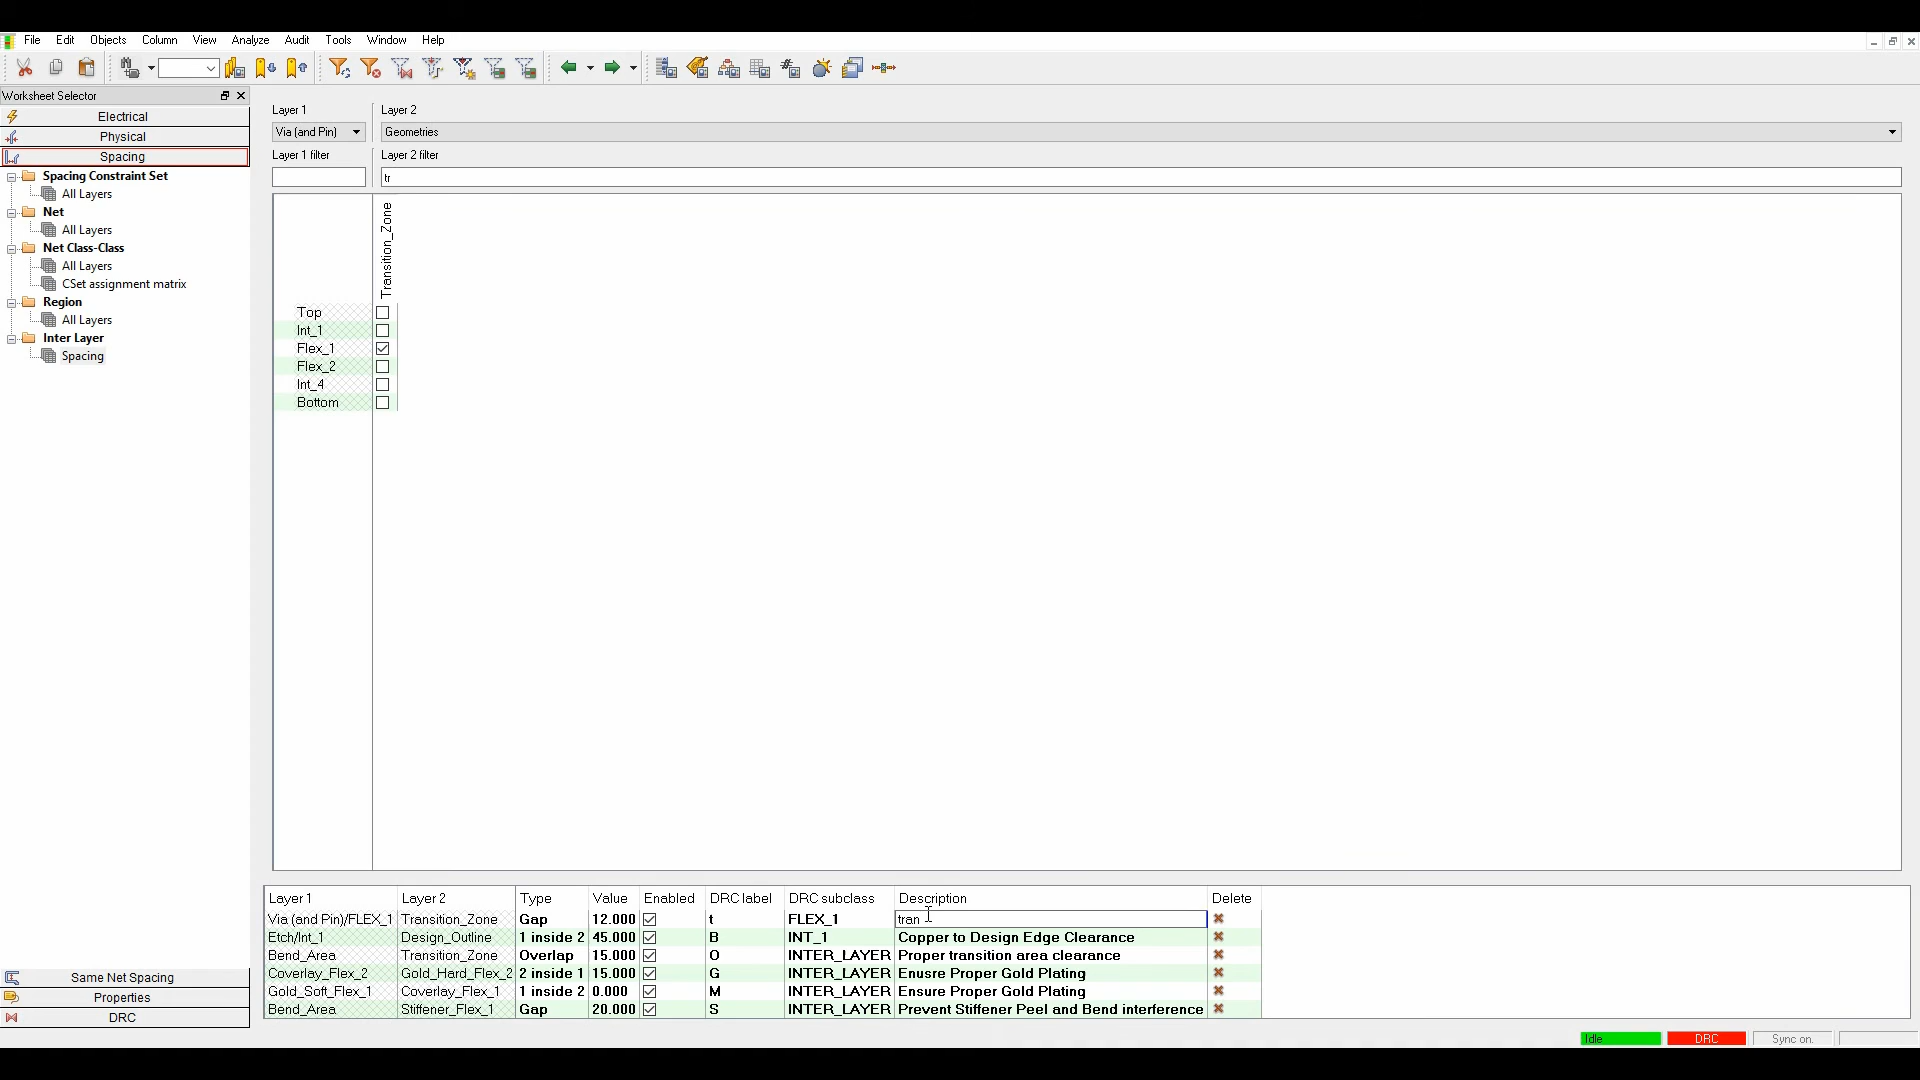 File Edit Objects Column View Analyze Audit Tools Window Help
Worksheet Selector
Electrical
Physical
Spacing
Spacing Constraint Set
All Layers
Net
All Layers
Net Class-Class
All Layers
CSet assignment matrix
Region
All Layers
Inter Layer
Spacing
Same Net Spacing
Properties
DRC
Layer 1 Layer 2
Via (and Pin) Geometries
Layer 1 filter Layer 2 filter
tr
Transition_Zone
Top
Int_1
Flex_1
Flex_2
Int_4
Bottom
Layer 1 Layer 2 Type Value Enabled DRC label DRC subclass Description Delete
Via (and Pin)/FLEX_1 Transition_Zone Gap 12.000 t FLEX_1 tran
Etch/Int_1 Design_Outline 1 inside 2 45.000 B INT_1 Copper to Design Edge Clearance
Bend_Area Transition_Zone Overlap 15.000 O INTER_LAYER Proper transition area clearance
Coverlay_Flex_2 Gold_Hard_Flex_2 2 inside 1 15.000 G INTER_LAYER Enusre Proper Gold Plating
Gold_Soft_Flex_1 Coverlay_Flex_1 1 inside 2 0.000 M INTER_LAYER Ensure Proper Gold Plating
Bend_Area Stiffener_Flex_1 Gap 20.000 S INTER_LAYER Prevent Stiffener Peel and Bend interference
Idle DRC Sync on.